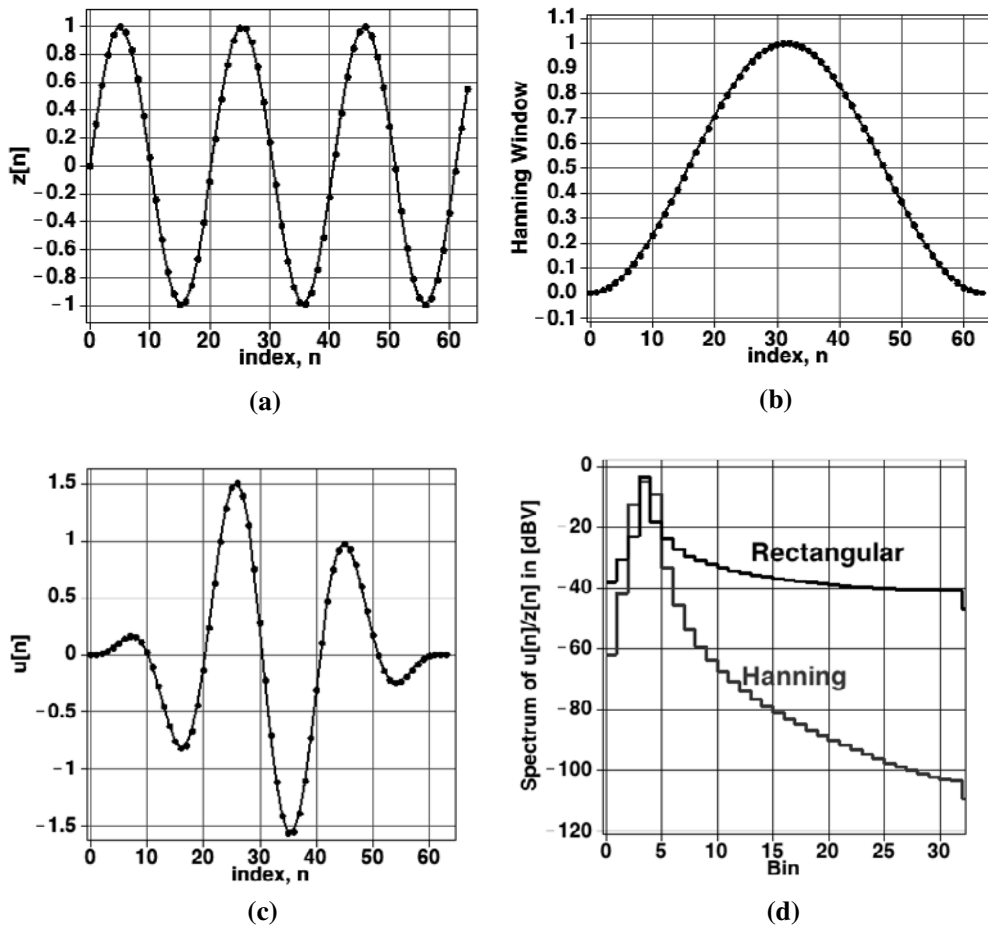 z[n]
1
0.8
0.6
0.4
0.2
0
−0.2
−0.4
−0.6
−0.8
−1
0 10 20 30 40 50 60
index, n
(a)
Hanning Window
1.1
1
0.9
0.8
0.7
0.6
0.5
0.4
0.3
0.2
0.1
0.0
−0.1
0 10 20 30 40 50 60
index, n
(b)
u[n]
1.5
1
0.5
0
−0.5
−1
−1.5
0 10 20 30 40 50 60
index, n
(c)
Spectrum of u[n]/z[n] in [dBV]
0
−20
−40
−60
−80
−100
−120
Rectangular
Hanning
0 5 10 15 20 25 30
Bin
(d)